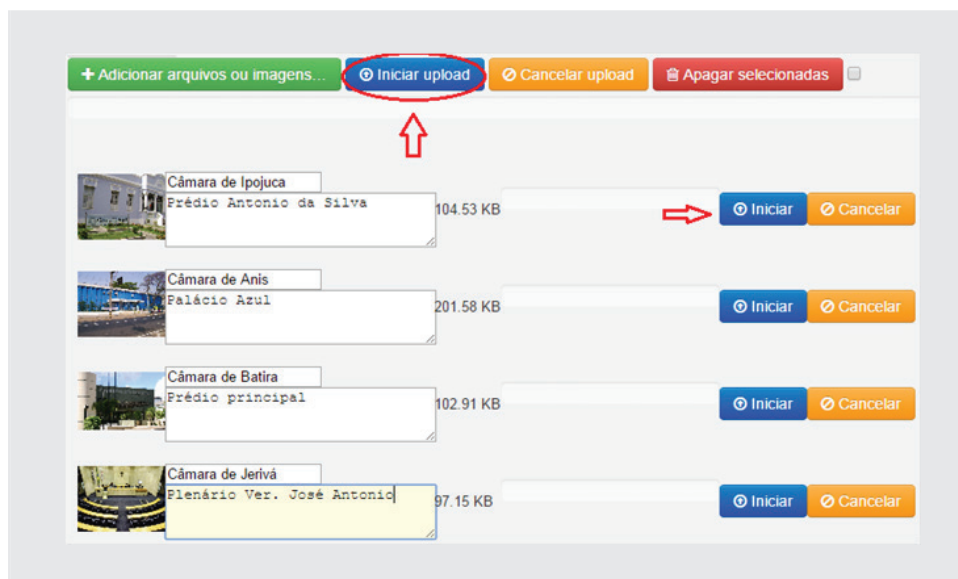 + Adicionar arquivos ou imagens... Iniciar upload Cancelar upload Apagar selecionadas
Câmara de Ipojuca
Prédio Antonio da Silva
104.53 KB Iniciar Cancelar
Câmara de Anis
Palácio Azul
201.58 KB Iniciar Cancelar
Câmara de Batira
Prédio principal
102.91 KB Iniciar Cancelar
Câmara de Jerivá
Plenário Ver. José Antonio
97.15 KB Iniciar Cancelar